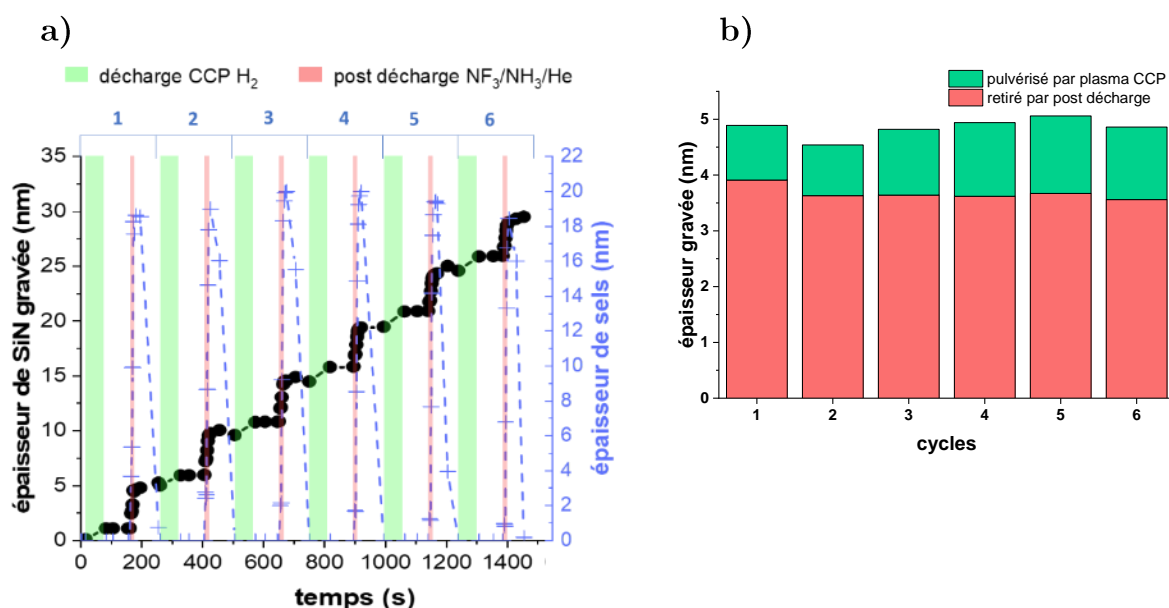 a)
décharge CCP H₂
post décharge NF₃/NH₃/He
1 2 3 4 5 6
épaisseur de SiN gravée (nm)
35
30
25
20
15
10
5
0
0 200 400 600 800 1000 1200 1400
temps (s)
22
20
18
16
14
12
10
8
6
4
2
0
épaisseur de sels (nm)
b)
pulvérisé par plasma CCP
retiré par post décharge
épaisseur gravée (nm)
5
4
3
2
1
0
1 2 3 4 5 6
cycles